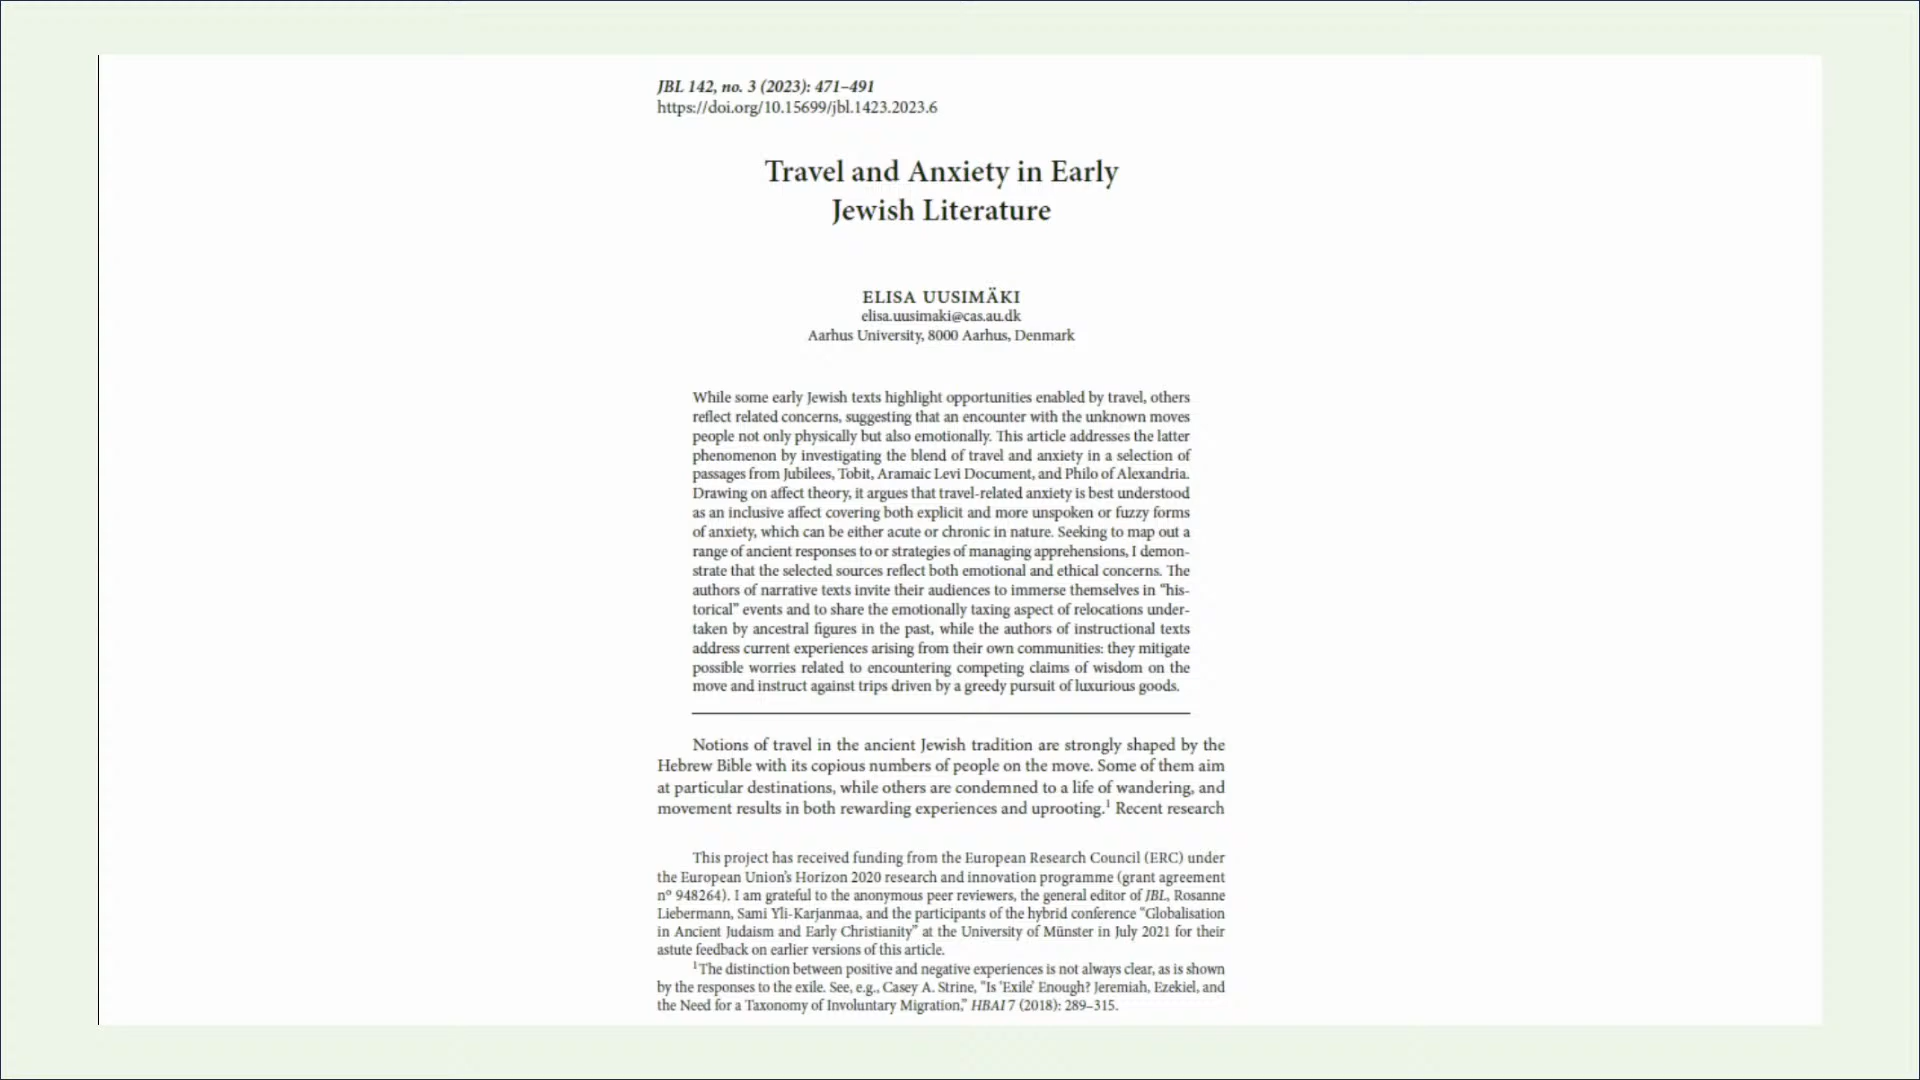 JBL 142, no. 3 (2023): 471–491
https://doi.org/10.15699/jbl.1423.2023.6
Travel and Anxiety in Early
Jewish Literature
ELISA UUSIMÄKI
elisa.uusimaki@cas.au.dk
Aarhus University, 8000 Aarhus, Denmark
While some early Jewish texts highlight opportunities enabled by travel, others
reflect related concerns, suggesting that an encounter with the unknown moves
people not only physically but also emotionally. This article addresses the latter
phenomenon by investigating the blend of travel and anxiety in a selection of
passages from Jubilees, Tobit, Aramaic Levi Document, and Philo of Alexandria.
Drawing on affect theory, it argues that travel-related anxiety is best understood
as an inclusive affect covering both explicit and more unspoken or fuzzy forms
of anxiety, which can be either acute or chronic in nature. Seeking to map out a
range of ancient responses to or strategies of managing apprehensions, I demon-
strate that the selected sources reflect both emotional and ethical concerns. The
authors of narrative texts invite their audiences to immerse themselves in “his-
torical” events and to share the emotionally taxing aspect of relocations under-
taken by ancestral figures in the past, while the authors of instructional texts
address current experiences arising from their own communities: they mitigate
possible worries related to encountering competing claims of wisdom on the
move and instruct against trips driven by a greedy pursuit of luxurious goods.
Notions of travel in the ancient Jewish tradition are strongly shaped by the
Hebrew Bible with its copious numbers of people on the move. Some of them aim
at particular destinations, while others are condemned to a life of wandering, and
movement results in both rewarding experiences and uprooting.¹ Recent research
This project has received funding from the European Research Council (ERC) under
the European Union’s Horizon 2020 research and innovation programme (grant agreement
nº 948264). I am grateful to the anonymous peer reviewers, the general editor of JBL, Rosanne
Liebermann, Sami Yli-Karjanmaa, and the participants of the hybrid conference “Globalisation
in Ancient Judaism and Early Christianity” at the University of Münster in July 2021 for their
astute feedback on earlier versions of this article.
¹The distinction between positive and negative experiences is not always clear, as is shown
by the responses to the exile. See, e.g., Casey A. Strine, “Is ‘Exile’ Enough? Jeremiah, Ezekiel, and
the Need for a Taxonomy of Involuntary Migration,” HBAI 7 (2018): 289–315.